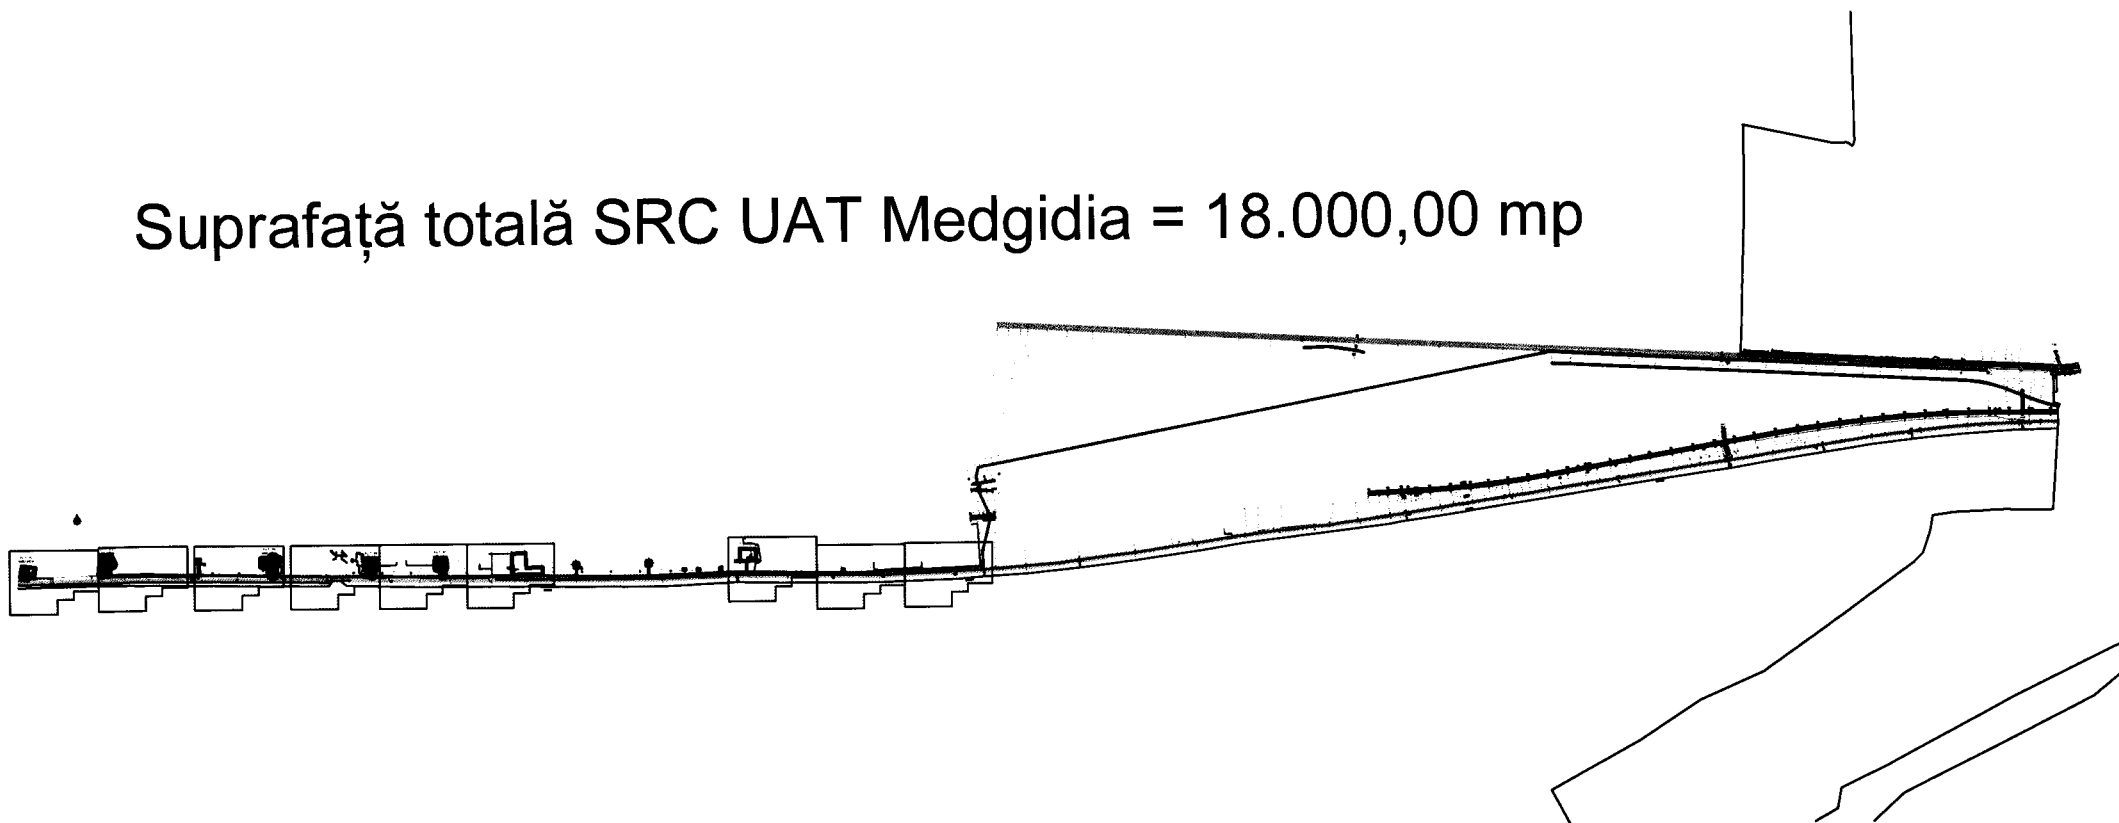 Suprafață totală SRC UAT Medgidia = 18.000,00 mp